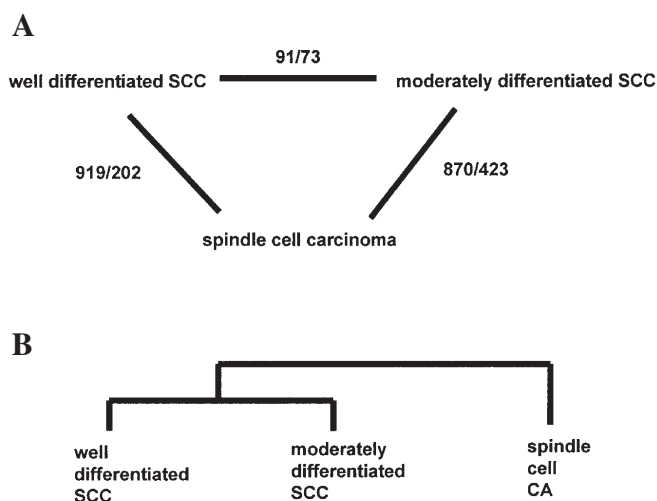 A
91/73
well differentiated SCC
moderately differentiated SCC
919/202
870/423
spindle cell carcinoma
B
well
differentiated
SCC
moderately
differentiated
SCC
spindle
cell
CA